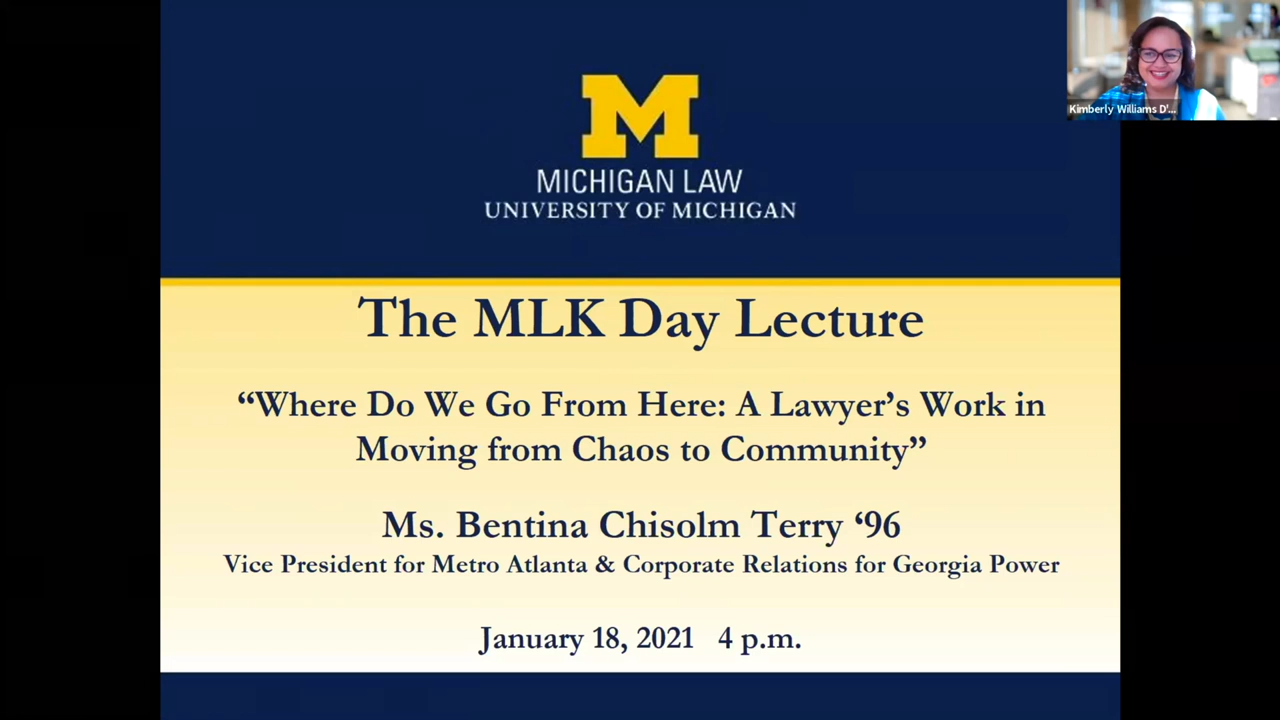 M
MICHIGAN LAW
UNIVERSITY OF MICHIGAN
Kimberly Williams D'...
The MLK Day Lecture
“Where Do We Go From Here: A Lawyer’s Work in
Moving from Chaos to Community”
Ms. Bentina Chisolm Terry ‘96
Vice President for Metro Atlanta & Corporate Relations for Georgia Power
January 18, 2021 4 p.m.